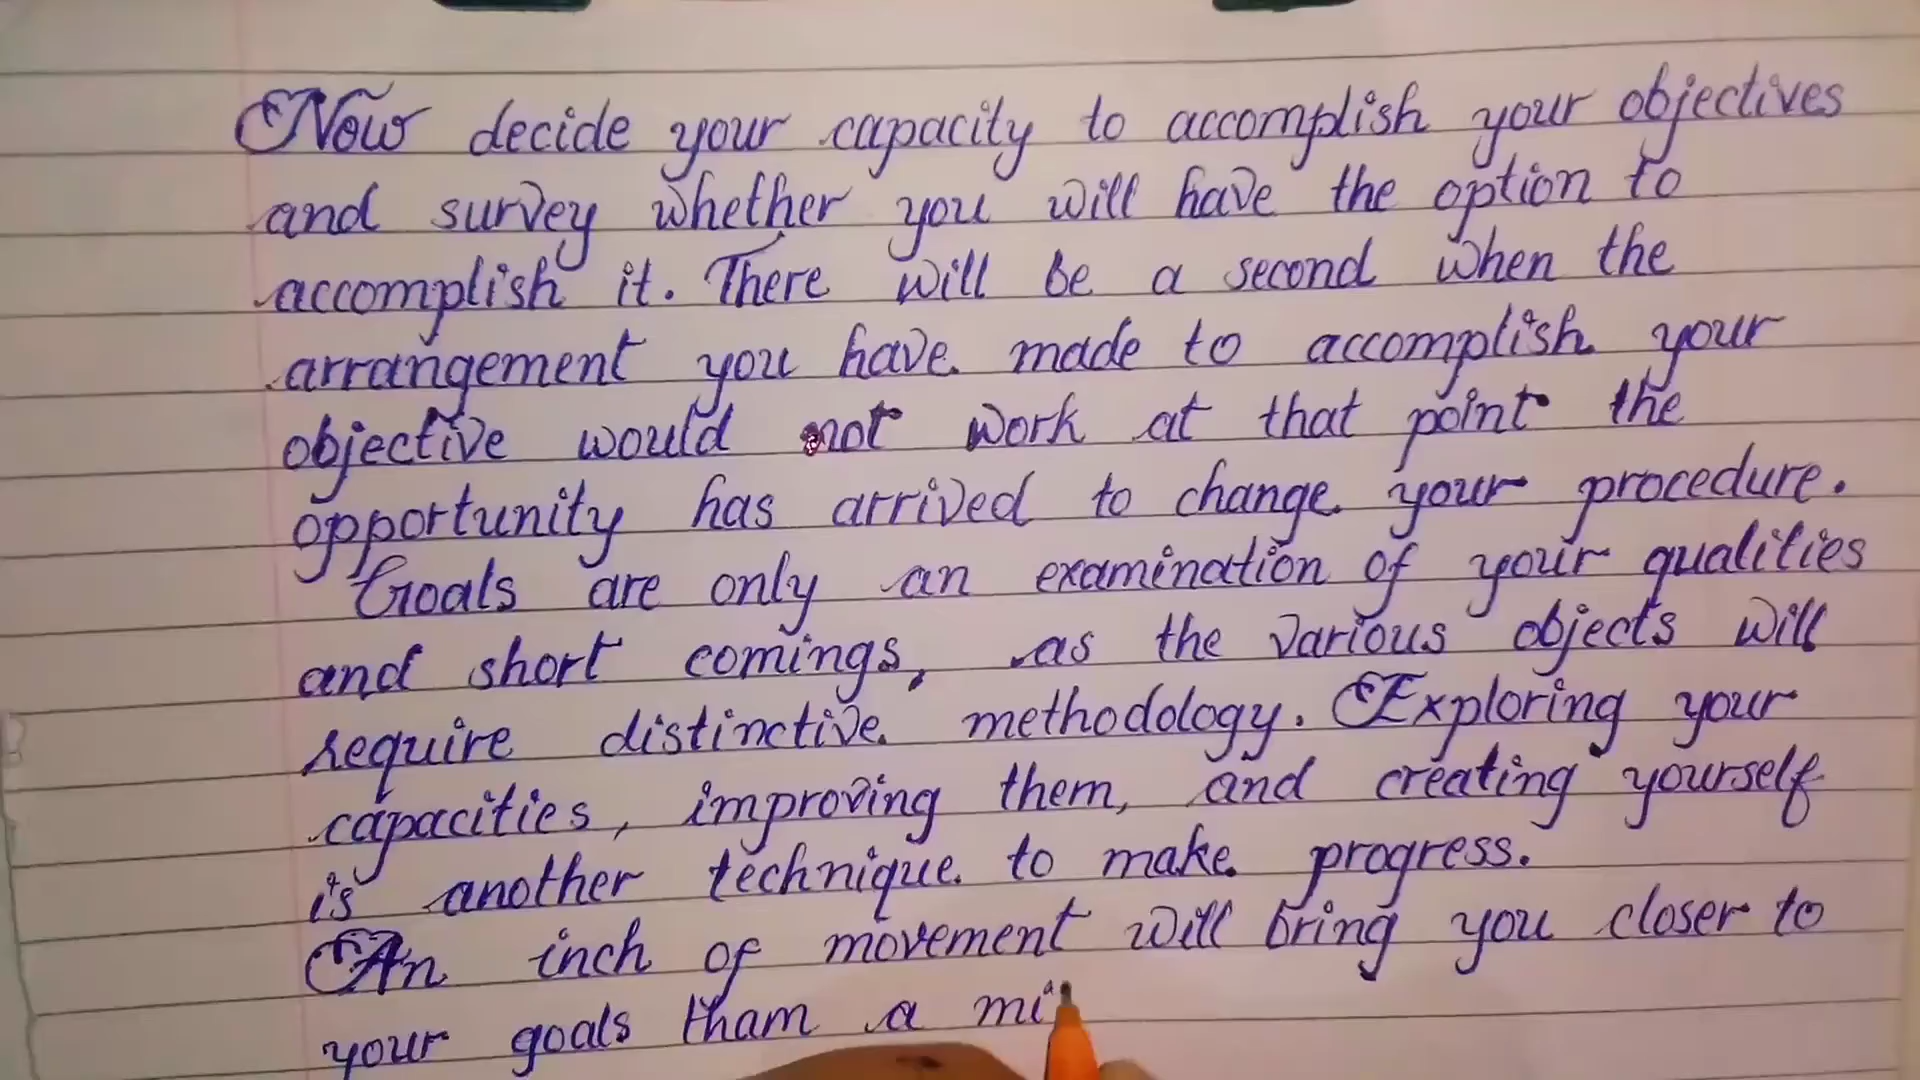 Now decide your capacity to accomplish your objectives
and survey whether you will have the option to
accomplish it. There will be a second when the
arrangement you have made to accomplish your
objective would not work at that point the
opportunity has arrived to change your procedure.
Goals are only an examination of your qualities
and short comings, as the various objects will
require distinctive methodology. Exploring your
capacities, improving them, and creating yourself
is another technique to make progress.
An inch of movement will bring you closer to
your goals tham a mi